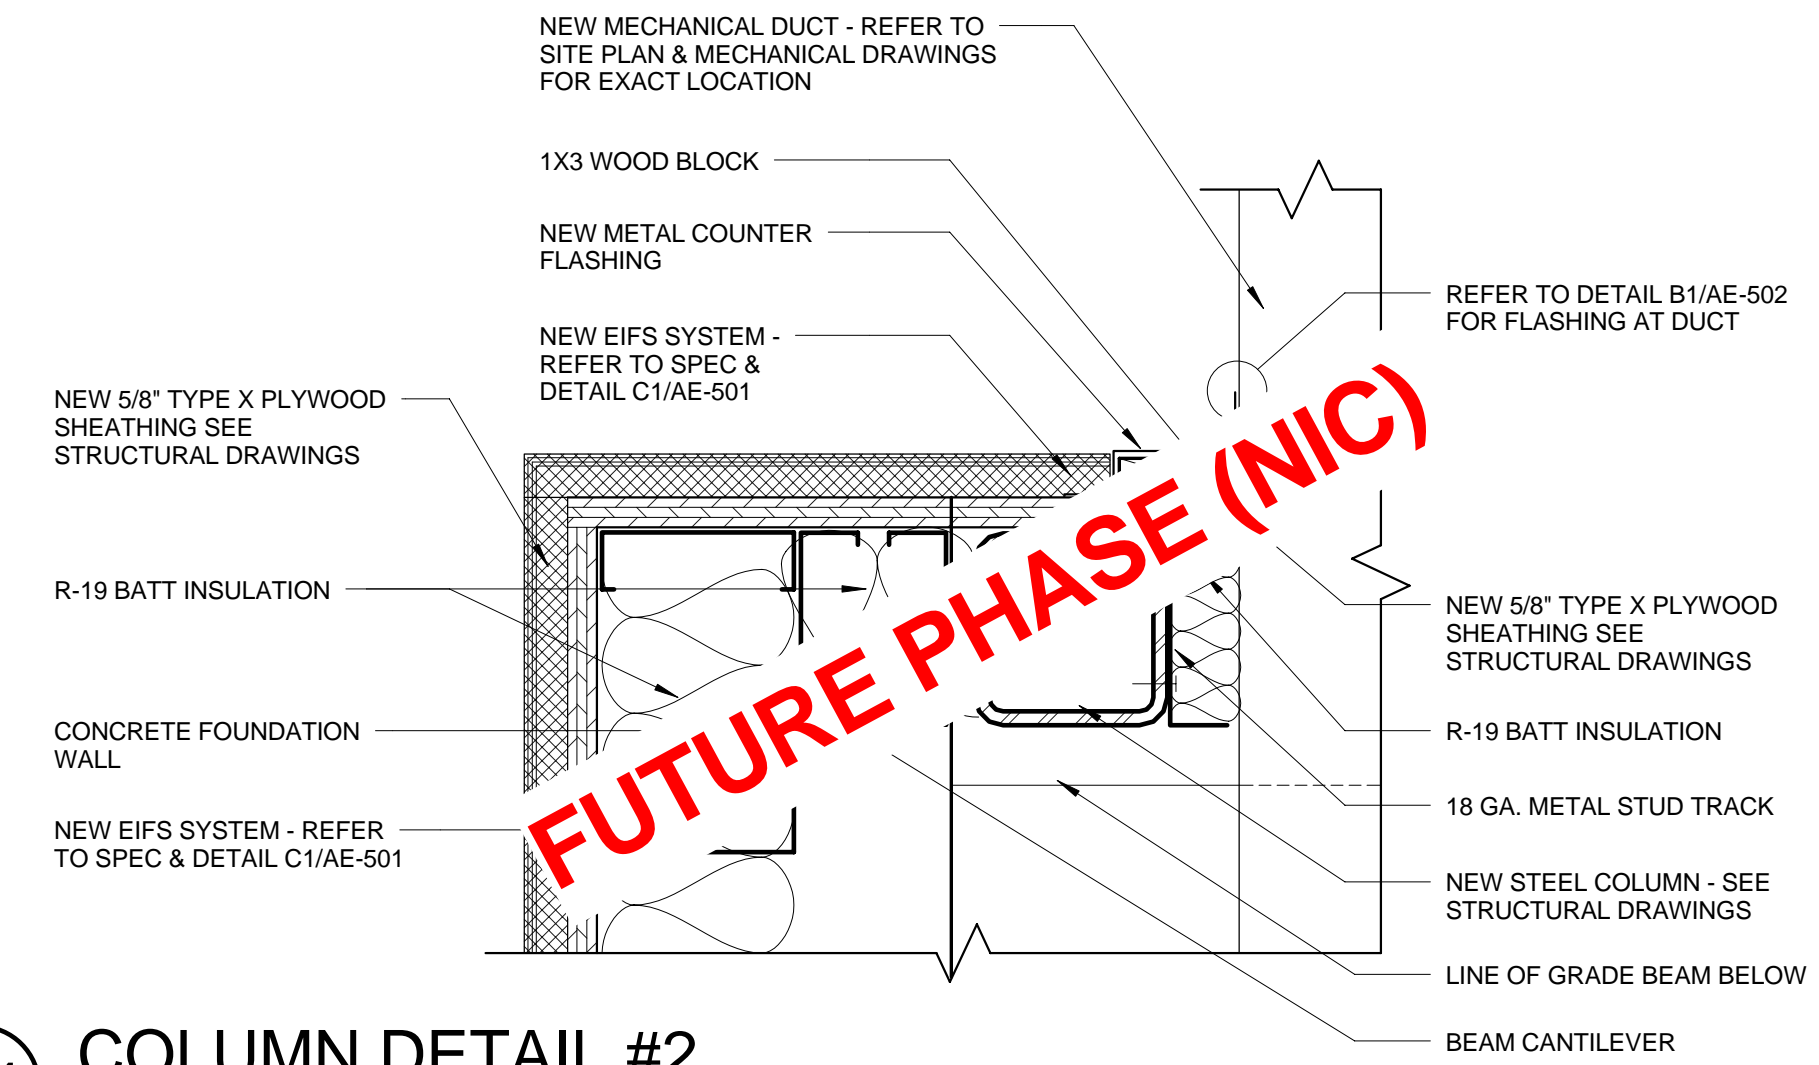 NEW MECHANICAL DUCT - REFER TO
SITE PLAN & MECHANICAL DRAWINGS
FOR EXACT LOCATION
1X3 WOOD BLOCK
NEW METAL COUNTER
FLASHING
NEW EIFS SYSTEM -
REFER TO SPEC &
DETAIL C1/AE-501
NEW 5/8" TYPE X PLYWOOD
SHEATHING SEE
STRUCTURAL DRAWINGS
R-19 BATT INSULATION
CONCRETE FOUNDATION
WALL
NEW EIFS SYSTEM - REFER
TO SPEC & DETAIL C1/AE-501
FUTURE PHASE (NIC)
REFER TO DETAIL B1/AE-502
FOR FLASHING AT DUCT
NEW 5/8" TYPE X PLYWOOD
SHEATHING SEE
STRUCTURAL DRAWINGS
R-19 BATT INSULATION
18 GA. METAL STUD TRACK
NEW STEEL COLUMN - SEE
STRUCTURAL DRAWINGS
LINE OF GRADE BEAM BELOW
BEAM CANTILEVER
COLUMN DETAIL #2